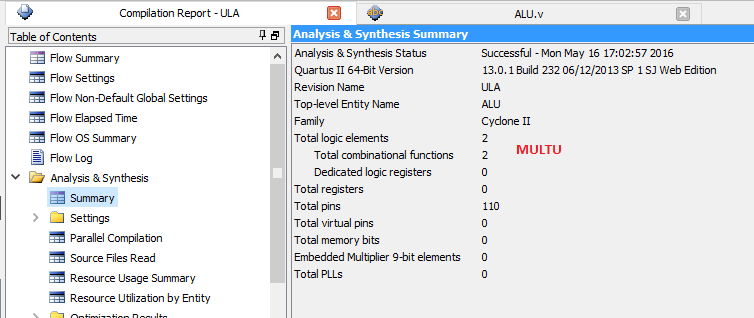 Compilation Report - ULA
ALU.v
Table of Contents
Flow Summary
Flow Settings
Flow Non-Default Global Settings
Flow Elapsed Time
Flow OS Summary
Flow Log
Analysis & Synthesis
Summary
Settings
Parallel Compilation
Source Files Read
Resource Usage Summary
Resource Utilization by Entity
Optimization Results
Analysis & Synthesis Summary
Analysis & Synthesis Status Successful - Mon May 16 17:02:57 2016
Quartus II 64-Bit Version 13.0.1 Build 232 06/12/2013 SP 1 SJ Web Edition
Revision Name ULA
Top-level Entity Name ALU
Family Cyclone II
Total logic elements 2
Total combinational functions 2
MULTU
Dedicated logic registers 0
Total registers 0
Total pins 110
Total virtual pins 0
Total memory bits 0
Embedded Multiplier 9-bit elements 0
Total PLLs 0